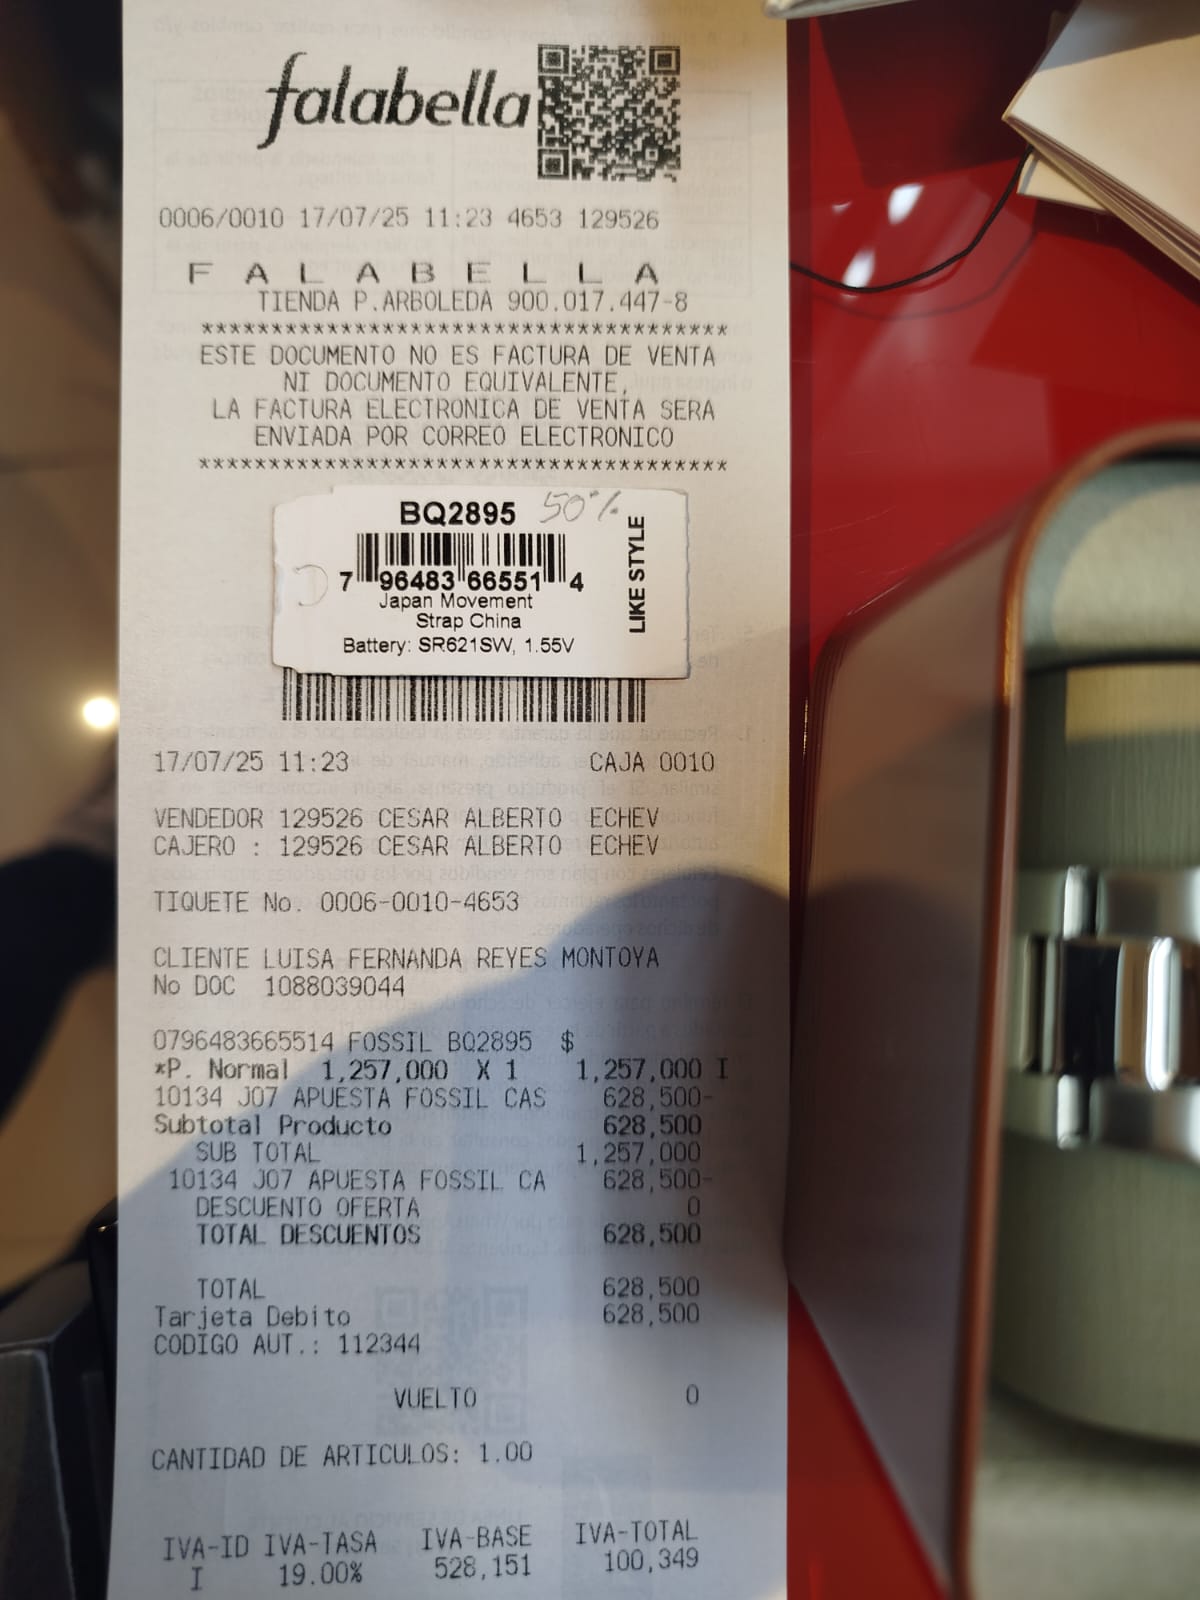 falabella
0006/0010 17/07/25 11:23 4653 129526
F A L A B E L L A
TIENDA P.ARBOLEDA 900.017.447-8
**************************************
ESTE DOCUMENTO NO ES FACTURA DE VENTA
NI DOCUMENTO EQUIVALENTE,
LA FACTURA ELECTRONICA DE VENTA SERA
ENVIADA POR CORREO ELECTRONICO
**************************************
BQ2895 50%
LIKE STYLE
7 96483 66551 4
Japan Movement
Strap China
Battery: SR621SW, 1.55V
17/07/25 11:23 CAJA 0010
VENDEDOR 129526 CESAR ALBERTO ECHEV
CAJERO : 129526 CESAR ALBERTO ECHEV
TIQUETE No. 0006-0010-4653
CLIENTE LUISA FERNANDA REYES MONTOYA
No DOC 1088039044
0796483665514 FOSSIL BQ2895 $
*P. Normal 1,257,000 X 1 1,257,000 I
10134 J07 APUESTA FOSSIL CAS 628,500-
Subtotal Producto 628,500
SUB TOTAL 1,257,000
10134 J07 APUESTA FOSSIL CA 628,500-
DESCUENTO OFERTA 0
TOTAL DESCUENTOS 628,500
TOTAL 628,500
Tarjeta Debito 628,500
CODIGO AUT.: 112344
VUELTO 0
CANTIDAD DE ARTICULOS: 1.00
IVA-ID IVA-TASA IVA-BASE IVA-TOTAL
I 19.00% 528,151 100,349